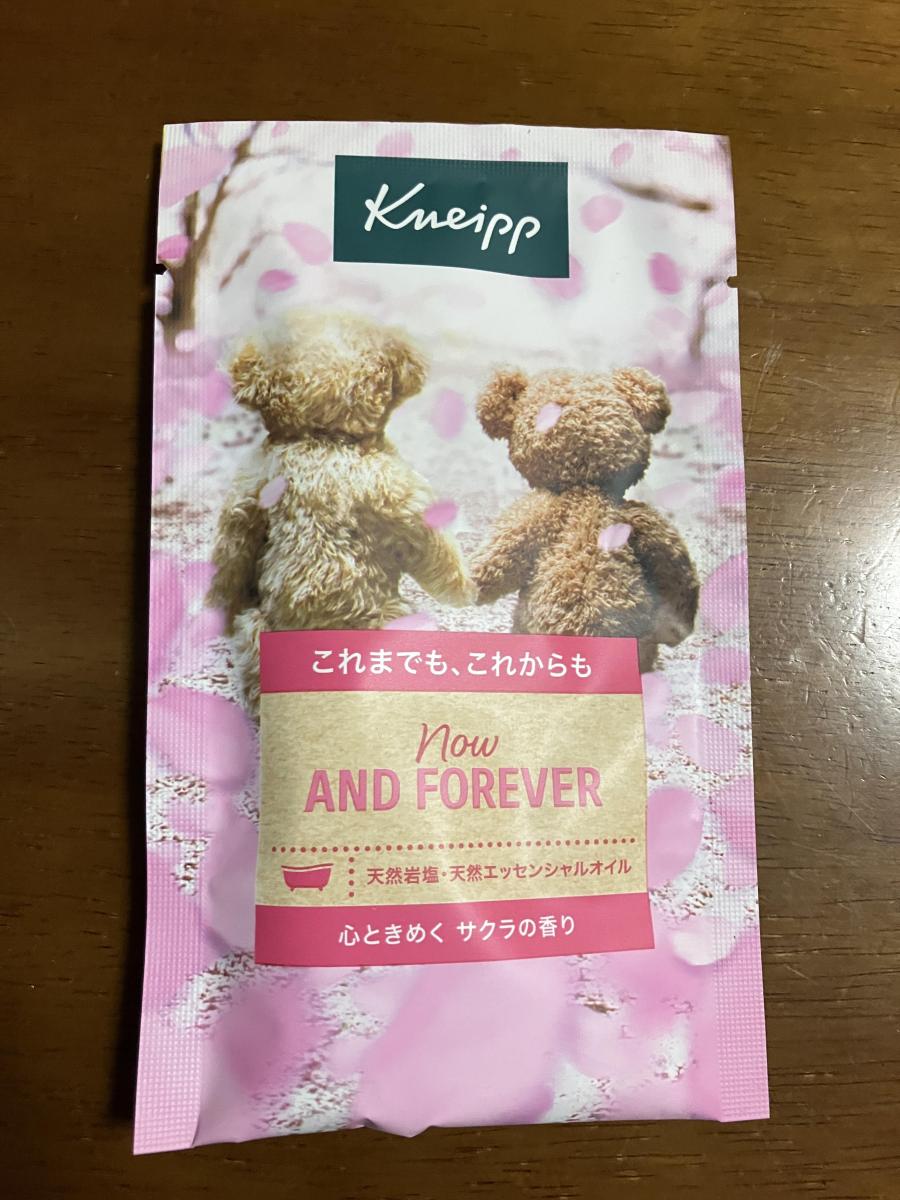 Kneipp
これまでも、これからも
Now
AND FOREVER
天然岩塩・天然エッセンシャルオイル
心ときめく サクラの香り